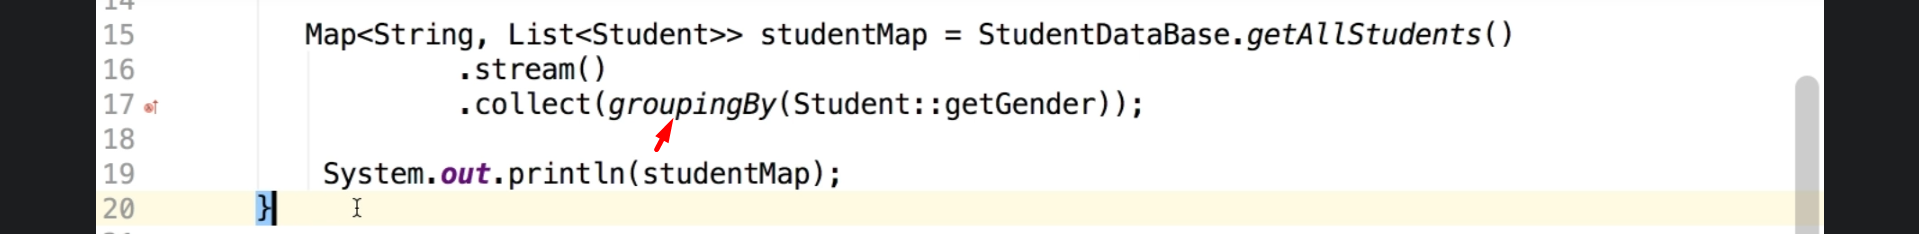 14
15 Map<String, List<Student>> studentMap = StudentDataBase.getAllStudents()
16 .stream()
17 .collect(groupingBy(Student::getGender));
18
19 System.out.println(studentMap);
20 }